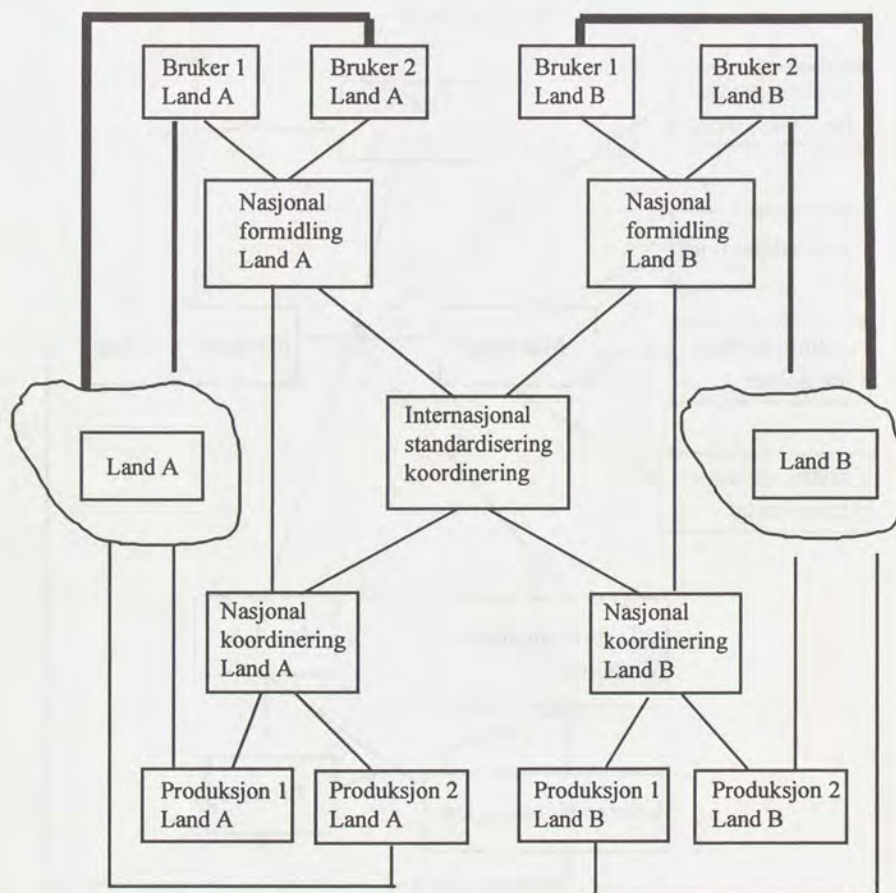 Bruker 1
Land A
Bruker 2
Land A
Bruker 1
Land B
Bruker 2
Land B
Nasjonal
formidling
Land A
Nasjonal
formidling
Land B
Internasjonal
standardisering
koordinering
Land A
Land B
Nasjonal
koordinering
Land A
Nasjonal
koordinering
Land B
Produksjon 1
Land A
Produksjon 2
Land A
Produksjon 1
Land B
Produksjon 2
Land B